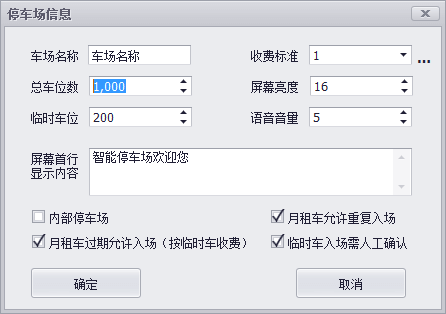 停车场信息
车场名称 车场名称 收费标准 1 ...
总车位数 1,000 屏幕亮度 16
临时车位 200 语音音量 5
屏幕首行 智能停车场欢迎您
显示内容
内部停车场 月租车允许重复入场
月租车过期允许入场（按临时车收费） 临时车入场需人工确认
确定 取消